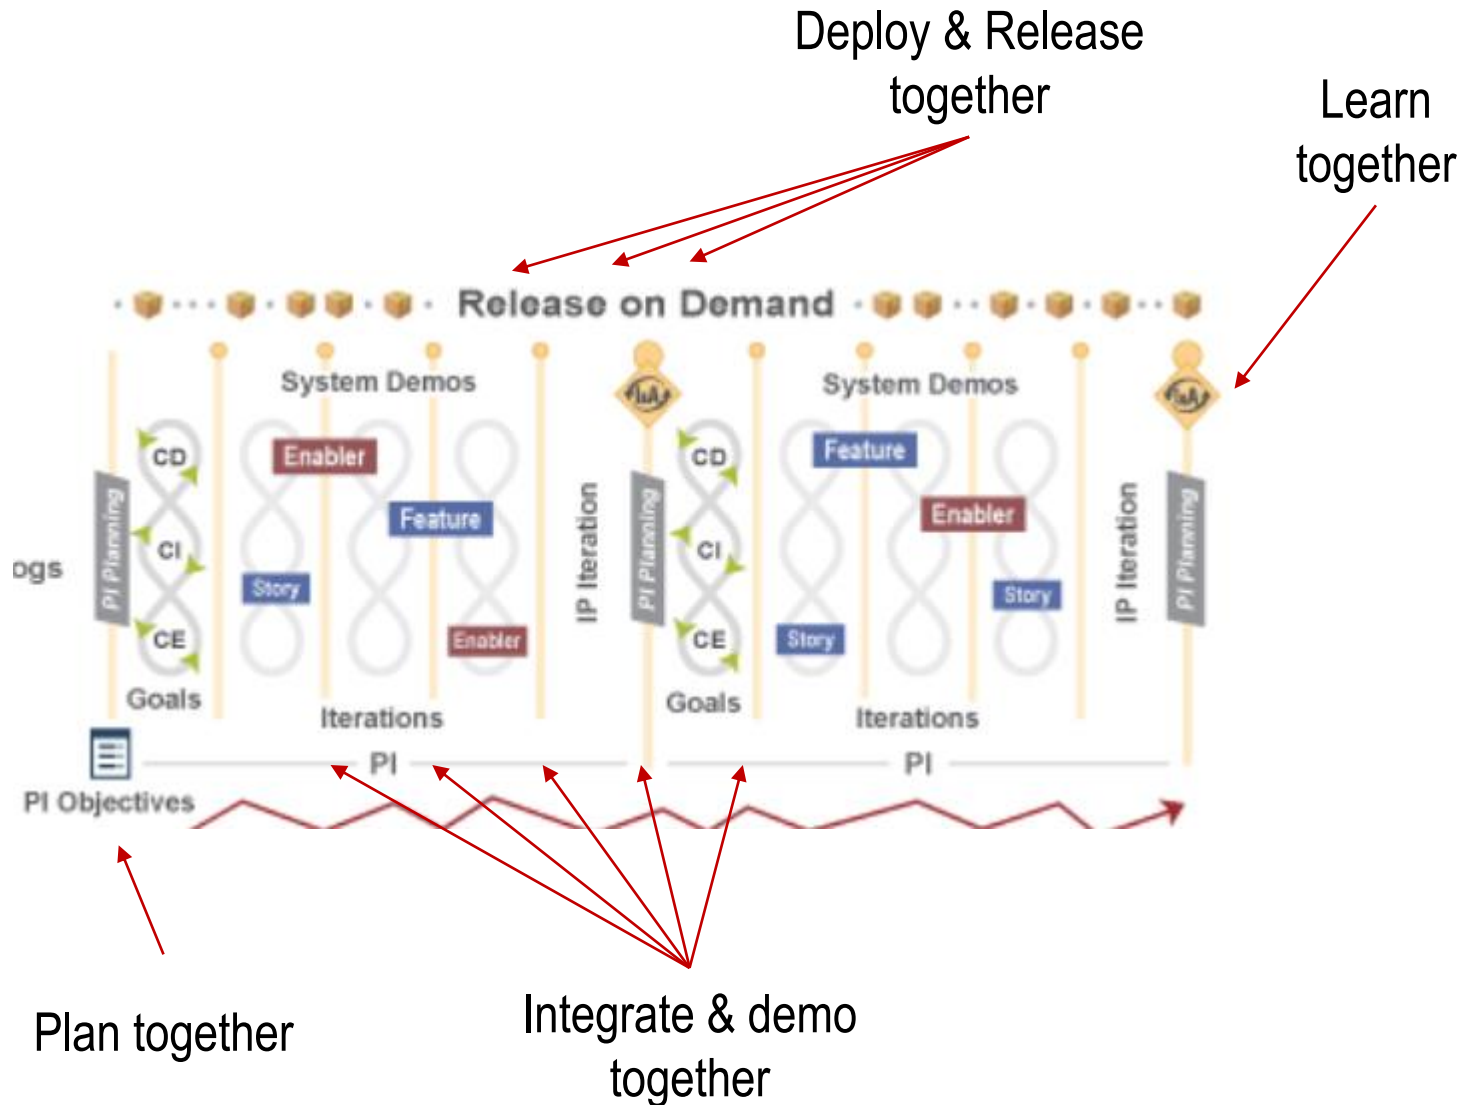 Deploy & Release
together
Learn
together
Release on Demand
System Demos
System Demos
I&A
I&A
CD
Enabler
CD
Feature
PI Planning
Feature
IP Iteration
PI Planning
Enabler
IP Iteration
PI Planning
CI
CI
ogs
Story
Story
CE
Enabler
CE
Story
Goals
Iterations
Goals
Iterations
PI
PI
PI Objectives
Plan together
Integrate & demo
together